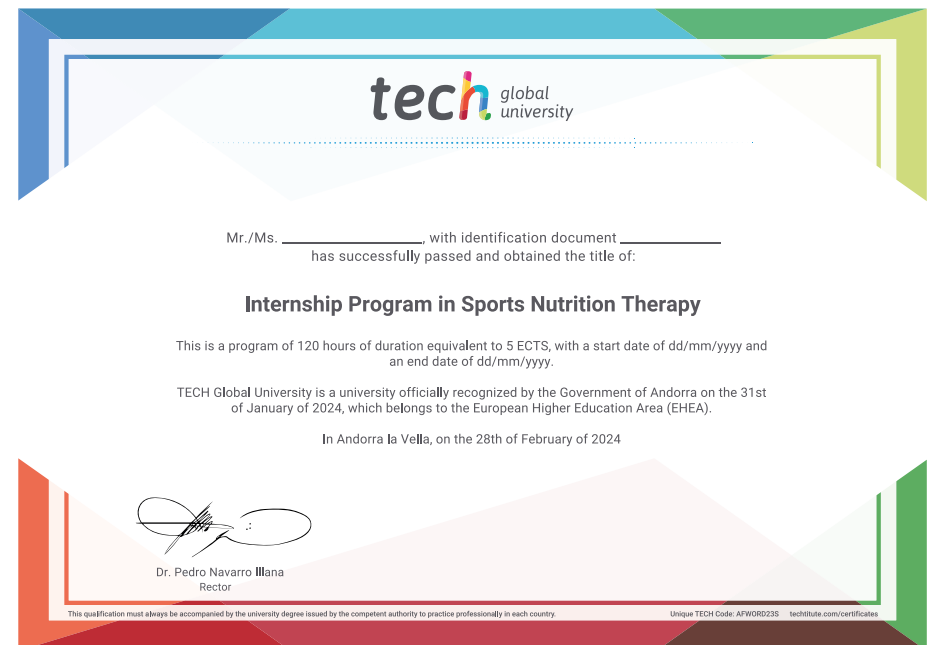 tech global
university
Mr./Ms. ____________________, with identification document ______________
has successfully passed and obtained the title of:
Internship Program in Sports Nutrition Therapy
This is a program of 120 hours of duration equivalent to 5 ECTS, with a start date of dd/mm/yyyy and
an end date of dd/mm/yyyy.
TECH Global University is a university officially recognized by the Government of Andorra on the 31st
of January of 2024, which belongs to the European Higher Education Area (EHEA).
In Andorra la Vella, on the 28th of February of 2024
Dr. Pedro Navarro Illana
Rector
This qualification must always be accompanied by the university degree issued by the competent authority to practice professionally in each country. Unique TECH Code: AFWORD23S techtitute.com/certificates